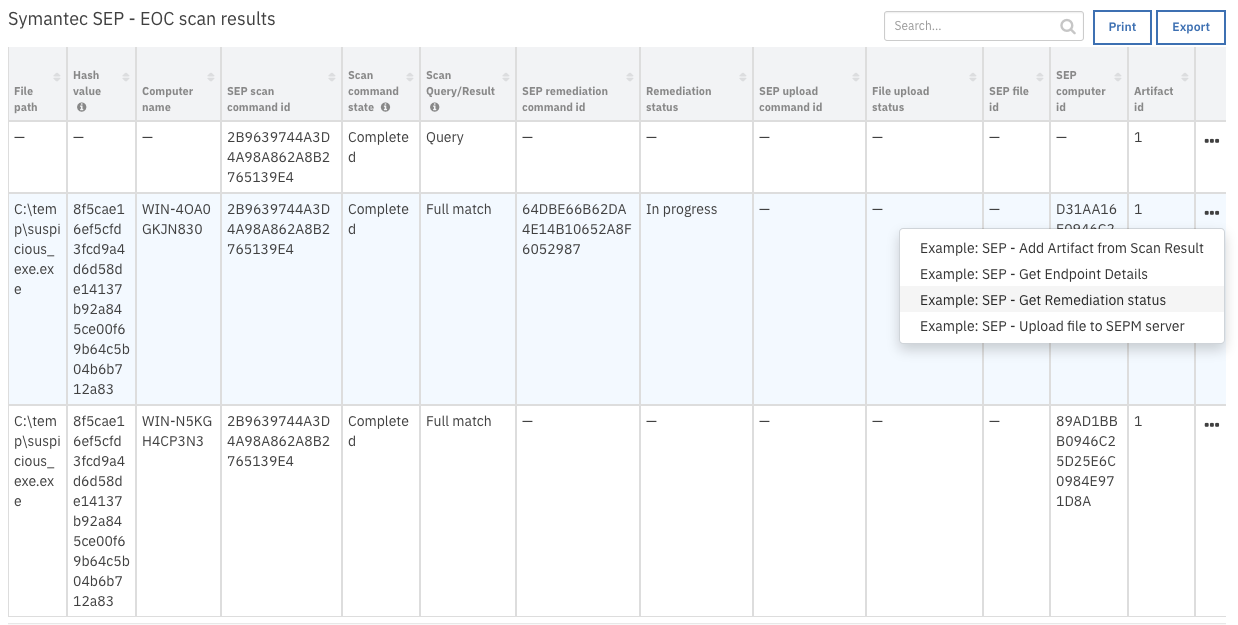 Symantec SEP - EOC scan results
Search...
Print
Export
File path
Hash value
Computer name
SEP scan command id
Scan command state
Scan Query/Result
SEP remediation command id
Remediation status
SEP upload command id
File upload status
SEP file id
SEP computer id
Artifact id
—
—
—
2B9639744A3D
4A98A862A8B2
765139E4
Complete
d
Query
—
—
—
—
—
—
1
C:\tem
p\suspi
cious_
exe.ex
e
8f5cae1
6ef5cfd
3fcd9a4
d6d58d
e14137
b92a84
5ce00f6
9b64c5b
04b6b7
12a83
WIN-4OA0
GKJN830
2B9639744A3D
4A98A862A8B2
765139E4
Complete
d
Full match
64DBE66B62DA
4E14B10652A8F
6052987
In progress
—
—
—
D31AA16
1
Example: SEP - Add Artifact from Scan Result
Example: SEP - Get Endpoint Details
Example: SEP - Get Remediation status
Example: SEP - Upload file to SEPM server
C:\tem
p\suspi
cious_
exe.ex
e
8f5cae1
6ef5cfd
3fcd9a4
d6d58d
e14137
b92a84
5ce00f6
9b64c5b
04b6b7
12a83
WIN-N5KG
H4CP3N3
2B9639744A3D
4A98A862A8B2
765139E4
Complete
d
Full match
—
—
—
—
—
89AD1BB
B0946C2
5D25E6C
0984E97
1D8A
1